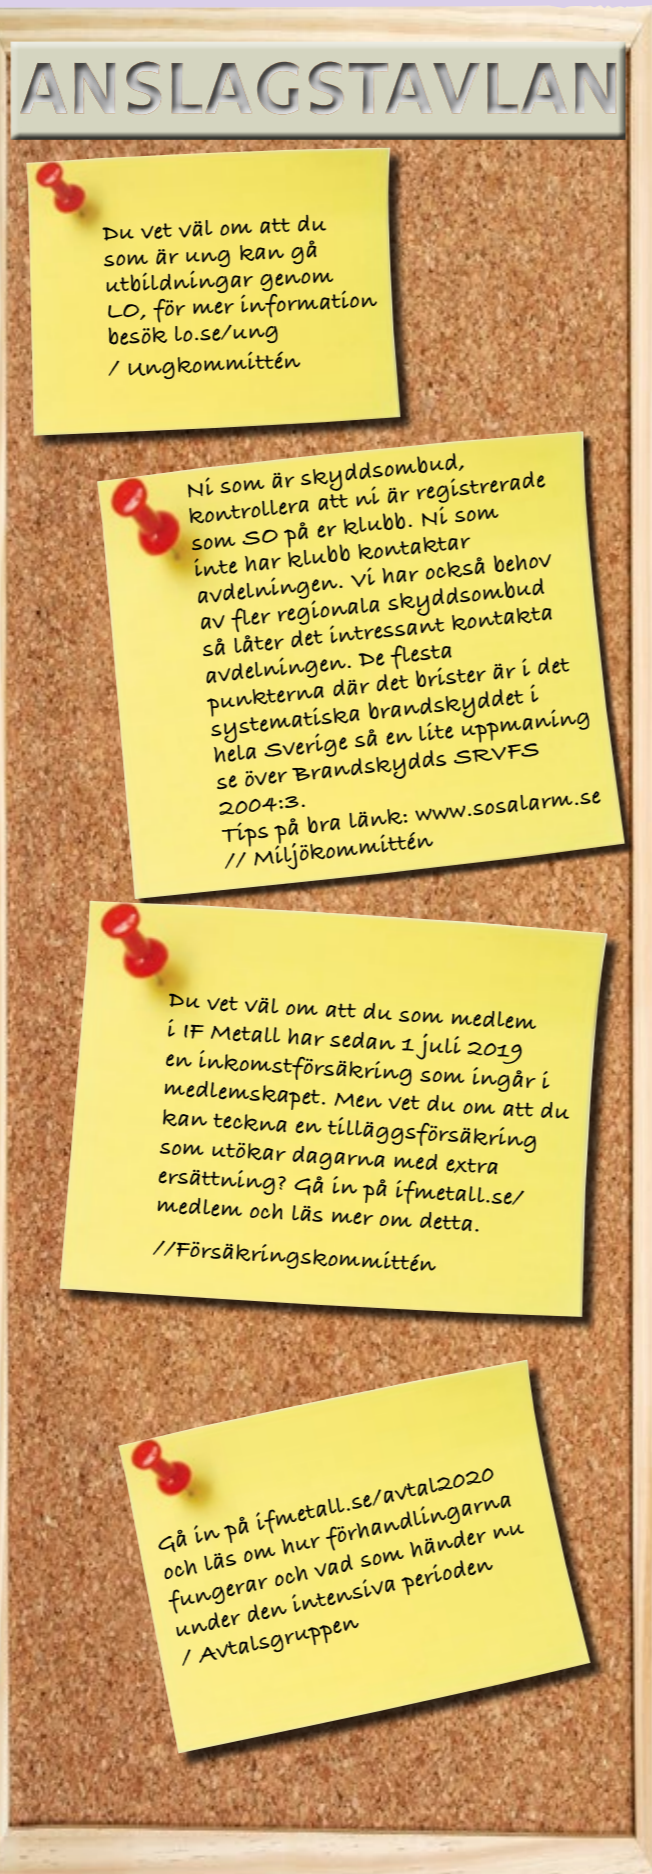 ANSLAGSTAVLAN
Du vet väl om att du
som är ung kan gå
utbildningar genom
LO, för mer information
besök lo.se/ung
/ Ungkommittén
Ni som är skyddsombud,
kontrollera att ni är registrerade
som SO på er klubb. Ni som
inte har klubb kontaktar
avdelningen. Vi har också behov
av fler regionala skyddsombud
så låter det intressant kontakta
avdelningen. De flesta
punkterna där det brister är i det
systematiska brandskyddet i
hela Sverige så en lite uppmaning
se över Brandskydds SRVFS
2004:3.
Tips på bra länk: www.sosalarm.se
// Miljökommittén
Du vet väl om att du som medlem
i IF Metall har sedan 1 juli 2019
en inkomstförsäkring som ingår i
medlemskapet. Men vet du om att du
kan teckna en tilläggsförsäkring
som utökar dagarna med extra
ersättning? Gå in på ifmetall.se/
medlem och läs mer om detta.
//Försäkringskommittén
Gå in på ifmetall.se/avtal2020
och läs om hur förhandlingarna
fungerar och vad som händer nu
under den intensiva perioden
/ Avtalsgruppen